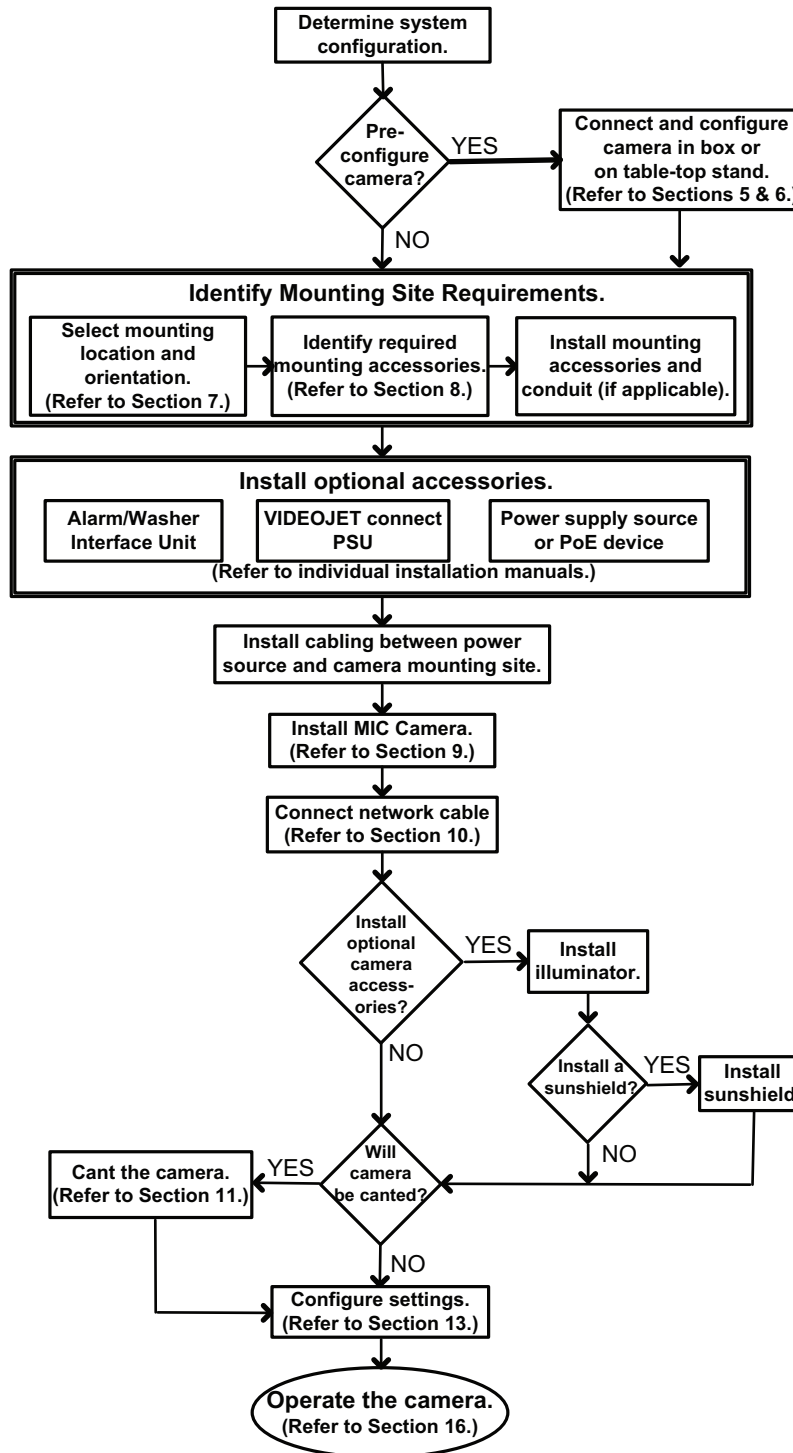 Determine system
configuration.
Pre-
configure
camera?
YES
Connect and configure
camera in box or
on table-top stand.
(Refer to Sections 5 & 6.)
NO
Identify Mounting Site Requirements.
Select mounting
location and
orientation.
(Refer to Section 7.)
Identify required
mounting accessories.
(Refer to Section 8.)
Install mounting
accessories and
conduit (if applicable).
Install optional accessories.
Alarm/Washer
Interface Unit
VIDEOJET connect
PSU
Power supply source
or PoE device
(Refer to individual installation manuals.)
Install cabling between power
source and camera mounting site.
Install MIC Camera.
(Refer to Section 9.)
Connect network cable
(Refer to Section 10.)
Install
optional
camera
access-
ories?
YES
Install
illuminator.
NO
Install a
sunshield?
YES
Install
sunshield
NO
Will
camera
be canted?
YES
Cant the camera.
(Refer to Section 11.)
NO
Configure settings.
(Refer to Section 13.)
Operate the camera.
(Refer to Section 16.)